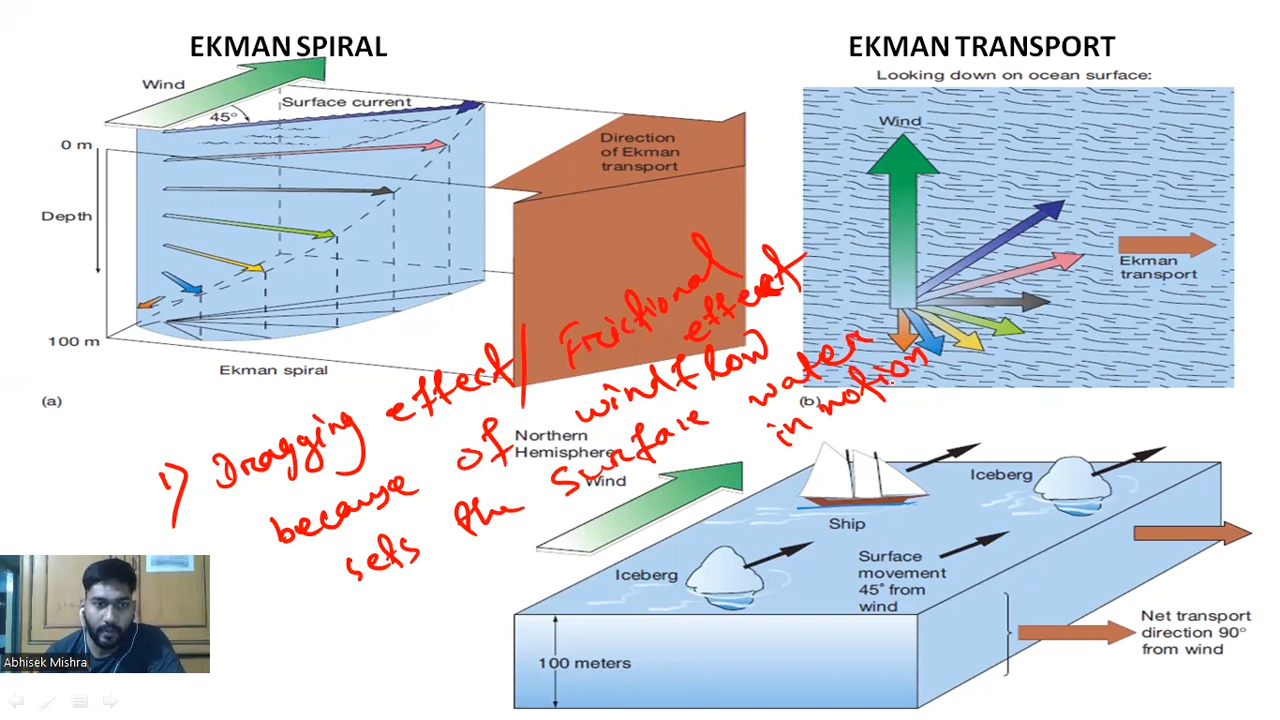 EKMAN SPIRAL
Wind
Surface current
45°
0 m
Depth
100 m
Direction
of Ekman
transport
Ekman spiral
(a)
EKMAN TRANSPORT
Looking down on ocean surface:
Wind
Ekman
transport
(b)
1) Dragging effect/ Frictional effect
because of windflow
sets the surface water
in motion
Northern
Hemisphere
Wind
Ship
Iceberg
Iceberg
Surface
movement
45° from
wind
100 meters
Net transport
direction 90°
from wind
Abhisek Mishra